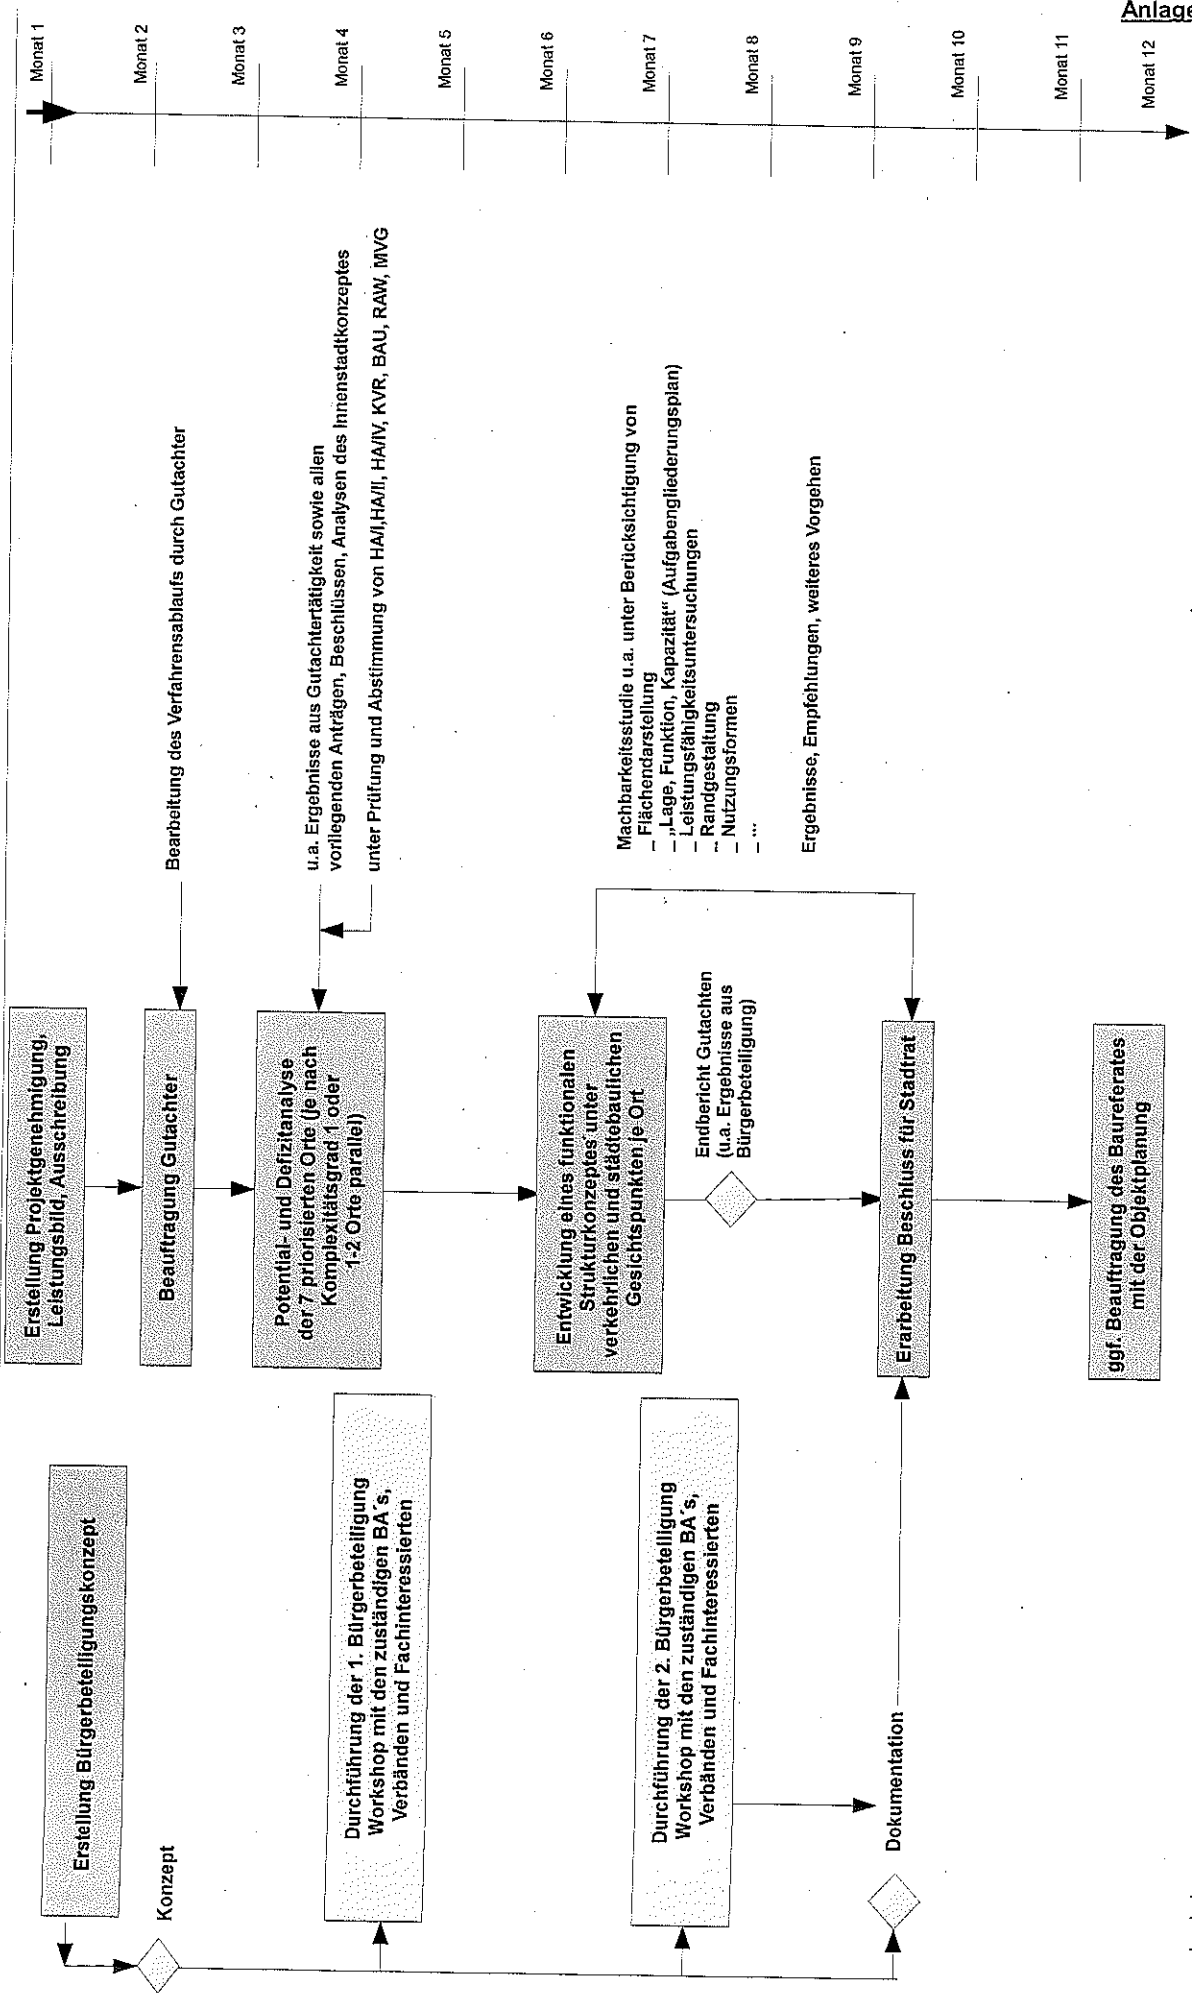 Anlage
Monat 1
Monat 2
Monat 3
Monat 4
Monat 5
Monat 6
Monat 7
Monat 8
Monat 9
Monat 10
Monat 11
Monat 12
Erstellung Projektgenehmigung,
Leistungsbild, Ausschreibung
Beauftragung Gutachter
Bearbeitung des Verfahrensablaufs durch Gutachter
Potential- und Defizitanalyse
der 7 priorisierten Orte (je nach
Komplexitätsgrad 1 oder
1-2 Orte parallel)
u.a. Ergebnisse aus Gutachtertätigkeit sowie allen
vorliegenden Anträgen, Beschlüssen, Analysen des Innenstadtkonzeptes
unter Prüfung und Abstimmung von HA/I,HA/II, HA/IV, KVR, BAU, RAW, MVG
Entwicklung eines funktionalen
Strukurkonzeptes unter
verkehrlichen und städtebaulichen
Gesichtspunkten je Ort
Machbarkeitsstudie u.a. unter Berücksichtigung von
– Flächendarstellung
– „Lage, Funktion, Kapazität“ (Aufgabengliederungsplan)
– Leistungsfähigkeitsuntersuchungen
– Randgestaltung
– Nutzungsformen
– ...
Endbericht Gutachten
(u.a. Ergebnisse aus
Bürgerbeteiligung)
Ergebnisse, Empfehlungen, weiteres Vorgehen
Erarbeitung Beschluss für Stadtrat
ggf. Beauftragung des Baureferates
mit der Objektplanung
Erstellung Bürgerbeteiligungskonzept
Konzept
Durchführung der 1. Bürgerbeteiligung
Workshop mit den zuständigen BA´s,
Verbänden und Fachinteressierten
Durchführung der 2. Bürgerbeteiligung
Workshop mit den zuständigen BA´s,
Verbänden und Fachinteressierten
Dokumentation